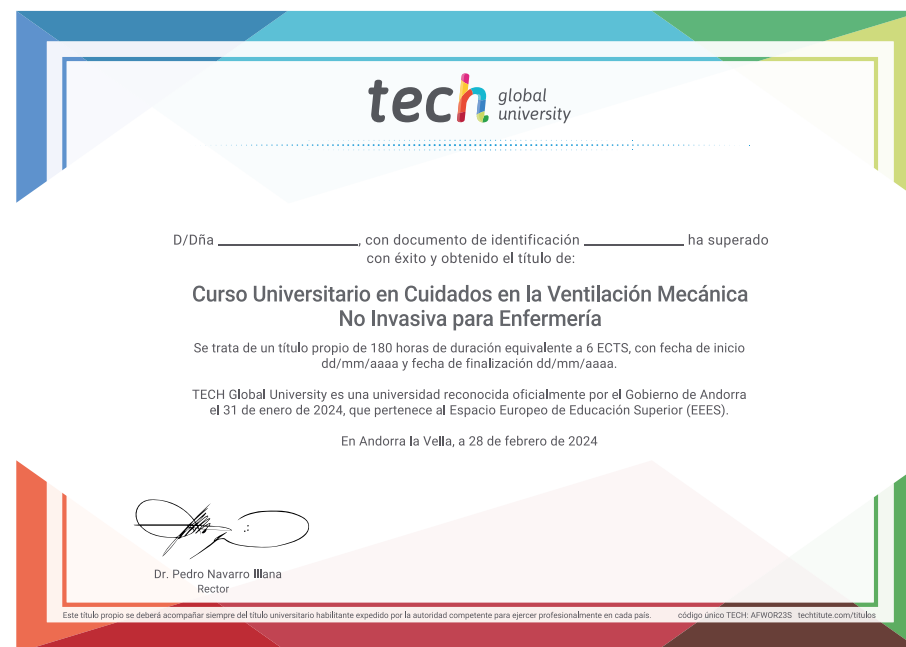 tech global university
D/Dña ____________________, con documento de identificación ______________ ha superado
con éxito y obtenido el título de:
Curso Universitario en Cuidados en la Ventilación Mecánica
No Invasiva para Enfermería
Se trata de un título propio de 180 horas de duración equivalente a 6 ECTS, con fecha de inicio
dd/mm/aaaa y fecha de finalización dd/mm/aaaa.
TECH Global University es una universidad reconocida oficialmente por el Gobierno de Andorra
el 31 de enero de 2024, que pertenece al Espacio Europeo de Educación Superior (EEES).
En Andorra la Vella, a 28 de febrero de 2024
Dr. Pedro Navarro Illana
Rector
Este título propio se deberá acompañar siempre del título universitario habilitante expedido por la autoridad competente para ejercer profesionalmente en cada país. código único TECH: AFWOR23S techtitute.com/titulos